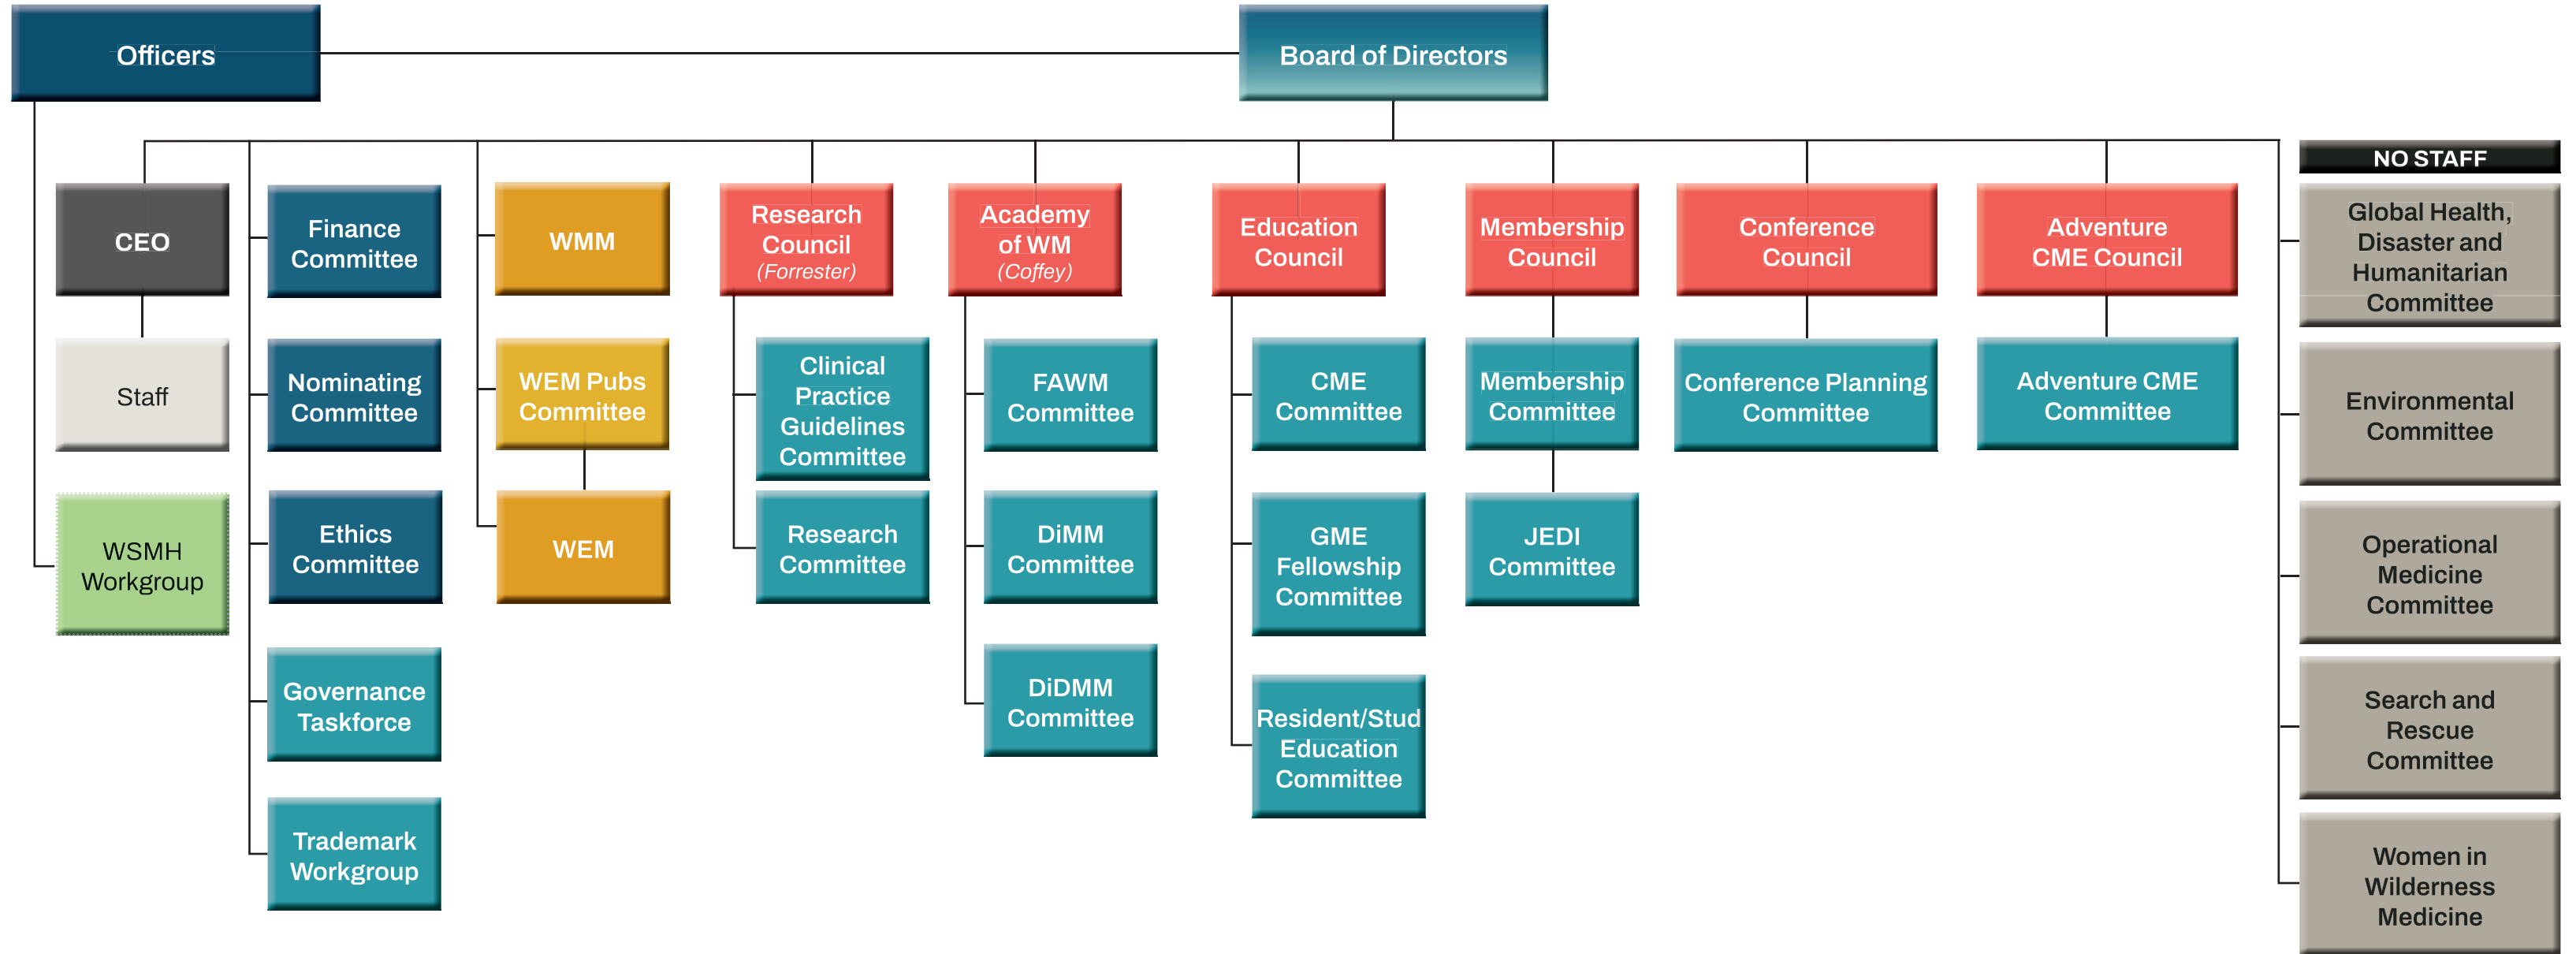 Officers
Board of Directors
NO STAFF
CEO
Staff
WSMH
Workgroup
Finance
Committee
Nominating
Committee
Ethics
Committee
Governance
Taskforce
Trademark
Workgroup
WMM
WEM Pubs
Committee
WEM
Research
Council
(Forrester)
Clinical
Practice
Guidelines
Committee
Research
Committee
Academy
of WM
(Coffey)
FAWM
Committee
DiMM
Committee
DiDMM
Committee
Education
Council
CME
Committee
GME
Fellowship
Committee
Resident/Stud
Education
Committee
Membership
Council
Membership
Committee
JEDI
Committee
Conference
Council
Conference Planning
Committee
Adventure
CME Council
Adventure CME
Committee
Global Health,
Disaster and
Humanitarian
Committee
Environmental
Committee
Operational
Medicine
Committee
Search and
Rescue
Committee
Women in
Wilderness
Medicine